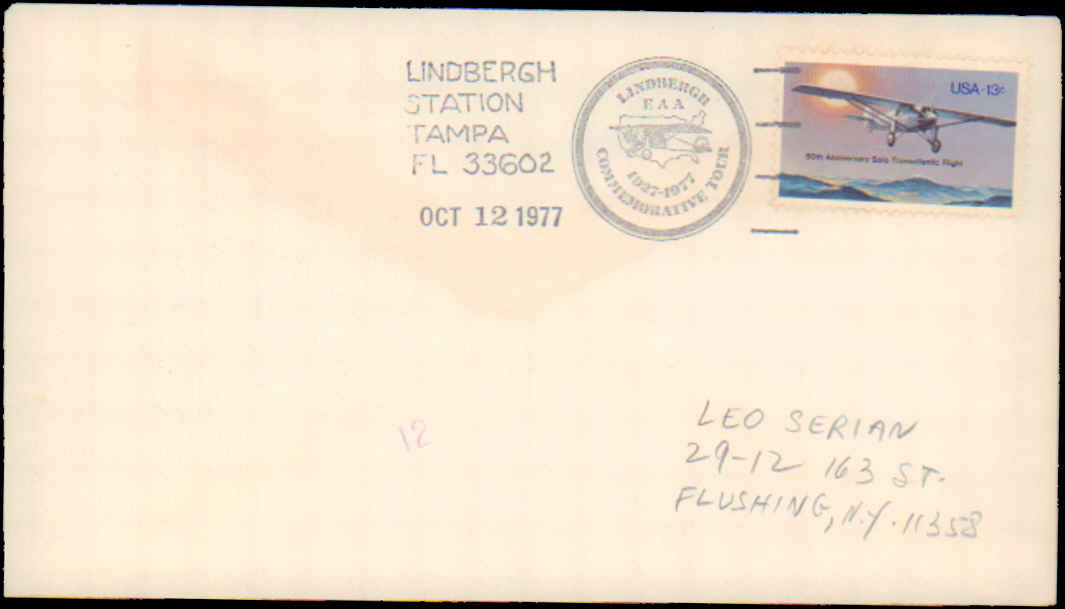 LINDBERGH
STATION
TAMPA
FL 33602
OCT 12 1977
LINDBERGH
EAA
1927-1977
COMMEMORATIVE TOUR
USA·13c
50th Anniversary Solo Transatlantic Flight
12
LEO SERIAN
29-12 163 ST.
FLUSHING, N.Y. 11358